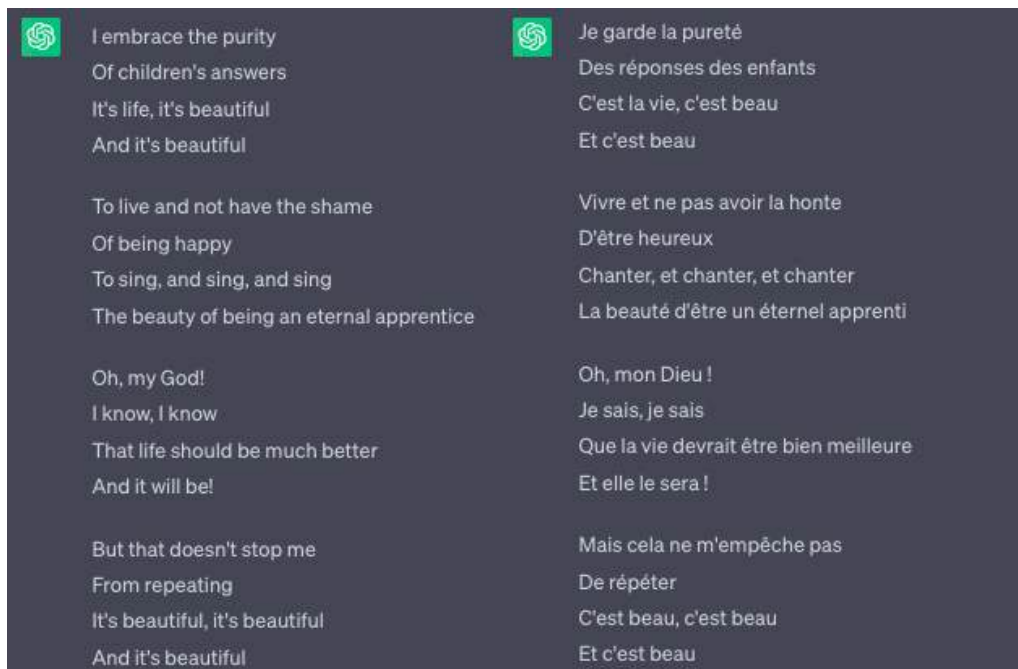 I embrace the purity
Of children's answers
It's life, it's beautiful
And it's beautiful
To live and not have the shame
Of being happy
To sing, and sing, and sing
The beauty of being an eternal apprentice
Oh, my God!
I know, I know
That life should be much better
And it will be!
But that doesn't stop me
From repeating
It's beautiful, it's beautiful
And it's beautiful
Je garde la pureté
Des réponses des enfants
C'est la vie, c'est beau
Et c'est beau
Vivre et ne pas avoir la honte
D'être heureux
Chanter, et chanter, et chanter
La beauté d'être un éternel apprenti
Oh, mon Dieu !
Je sais, je sais
Que la vie devrait être bien meilleure
Et elle le sera !
Mais cela ne m'empêche pas
De répéter
C'est beau, c'est beau
Et c'est beau